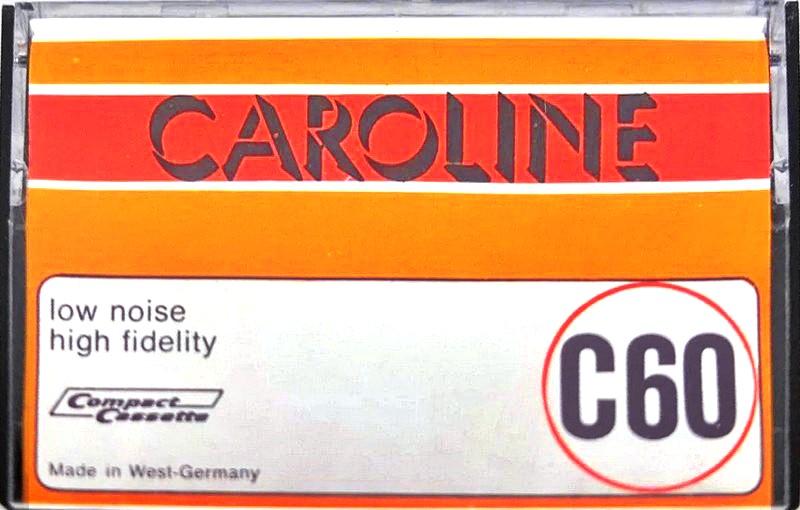 CAROLINE
low noise
high fidelity
C60
Compact
Cassette
Made in West-Germany